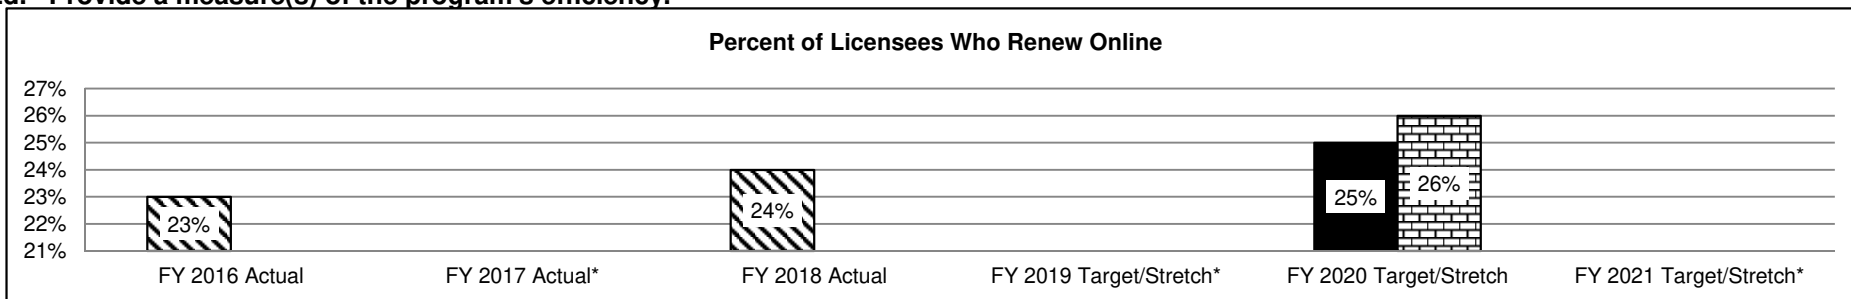 Provide a measure(s) of the program's efficiency.
Percent of Licensees Who Renew Online
27%
26%
25%
24%
23%
22%
21%
23%
24%
25%
26%
FY 2016 Actual
FY 2017 Actual*
FY 2018 Actual
FY 2019 Target/Stretch*
FY 2020 Target/Stretch
FY 2021 Target/Stretch*